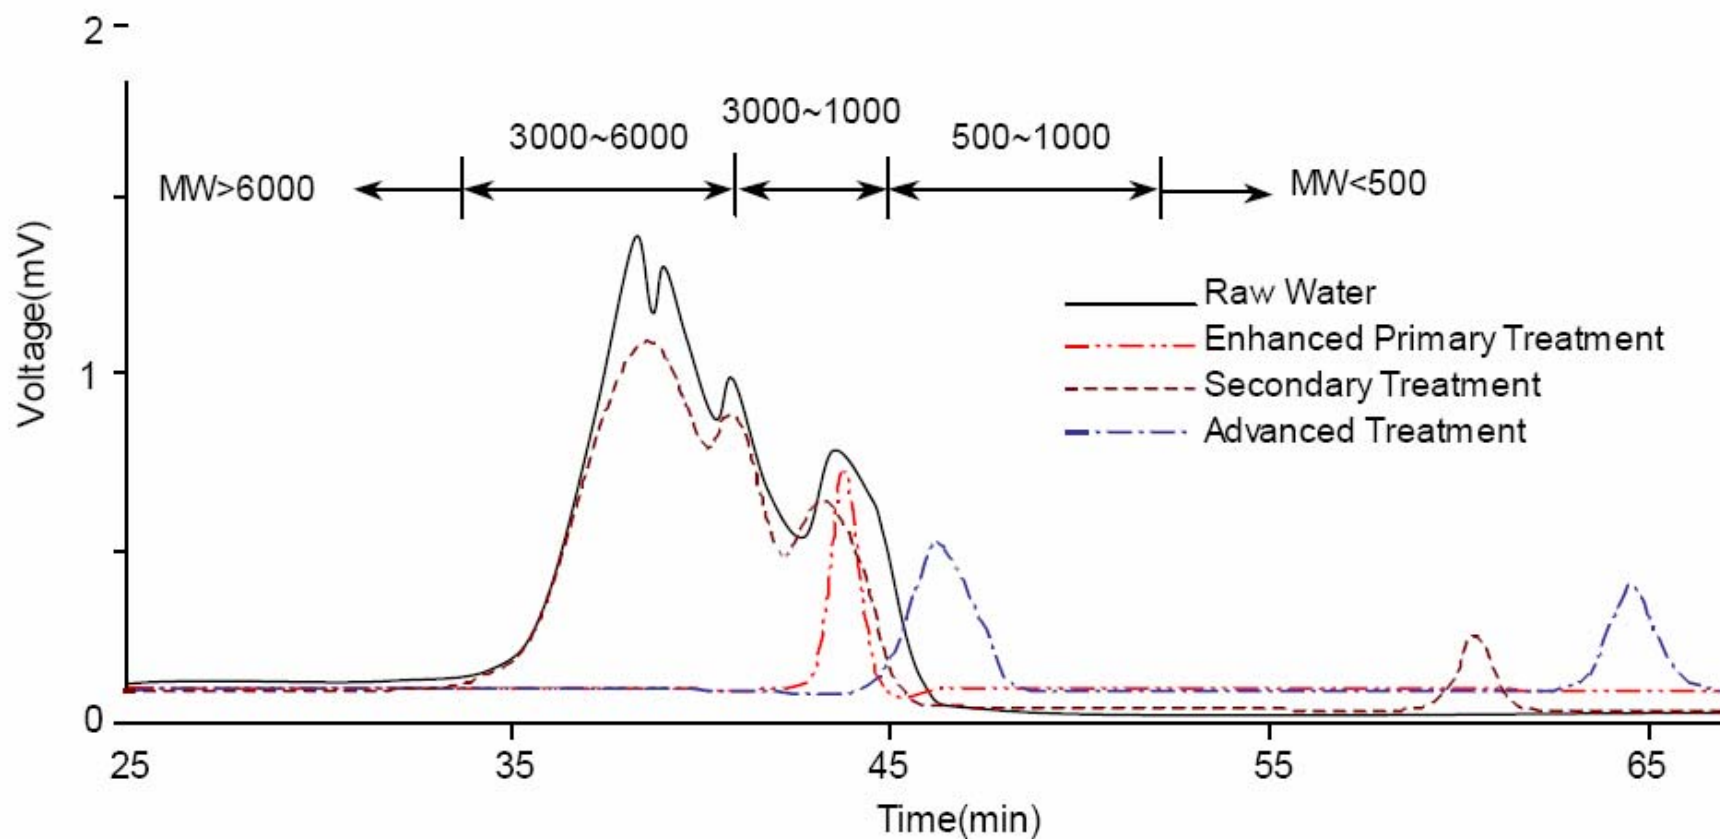 2
3000~1000
3000~6000
500~1000
MW>6000
MW<500
Voltage(mV)
Raw Water
Enhanced Primary Treatment
1
Secondary Treatment
Advanced Treatment
0
25
35
45
55
65
Time(min)